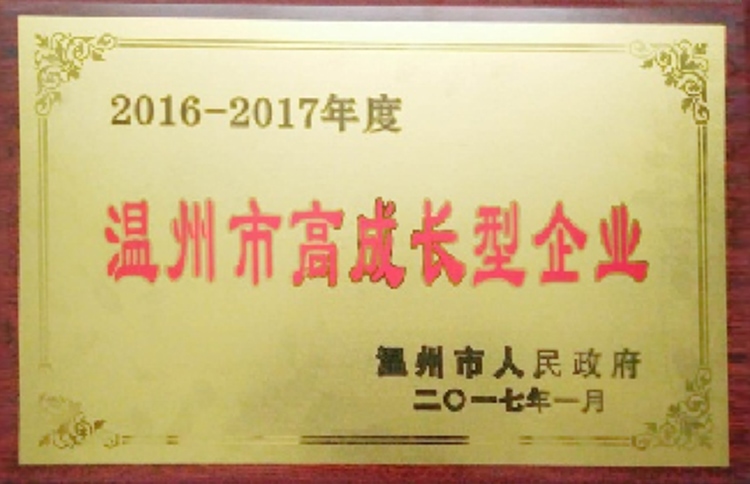 2016-2017年度
温州市高成长型企业
温州市人民政府
二〇一七年一月